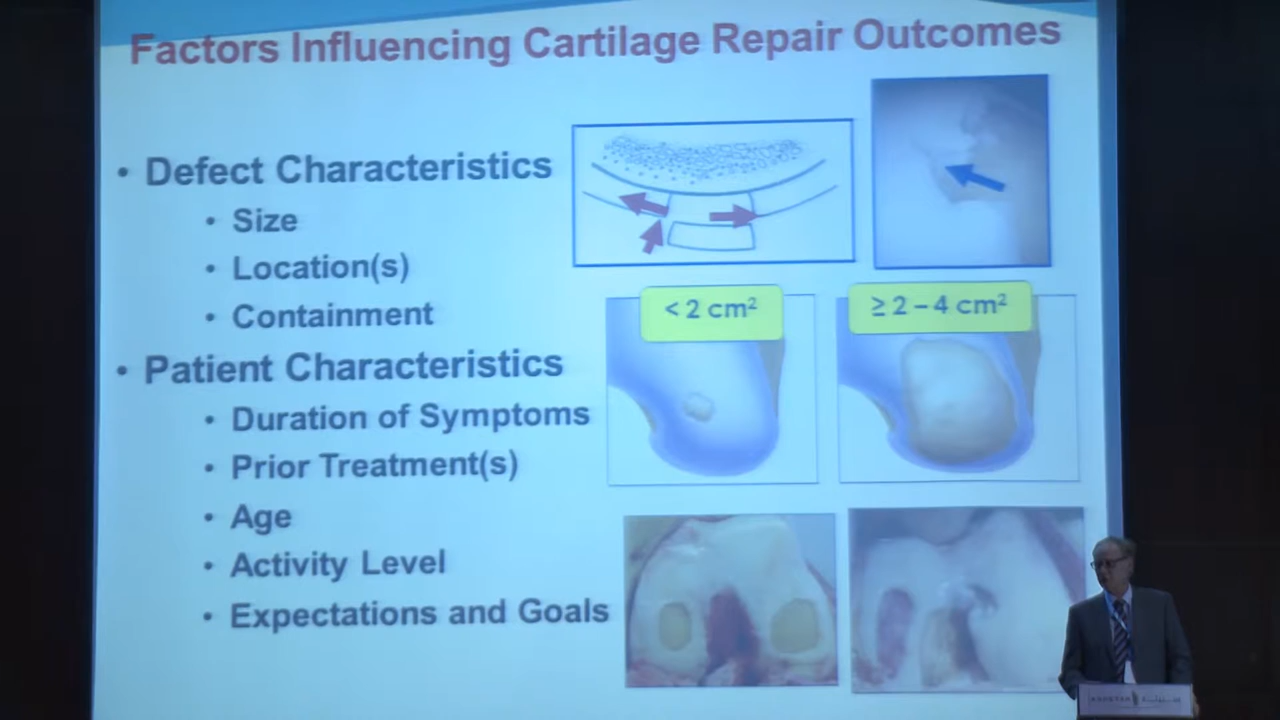 Factors Influencing Cartilage Repair Outcomes
• Defect Characteristics
• Size
• Location(s)
• Containment
• Patient Characteristics
• Duration of Symptoms
• Prior Treatment(s)
• Age
• Activity Level
• Expectations and Goals
< 2 cm²
≥ 2 – 4 cm²